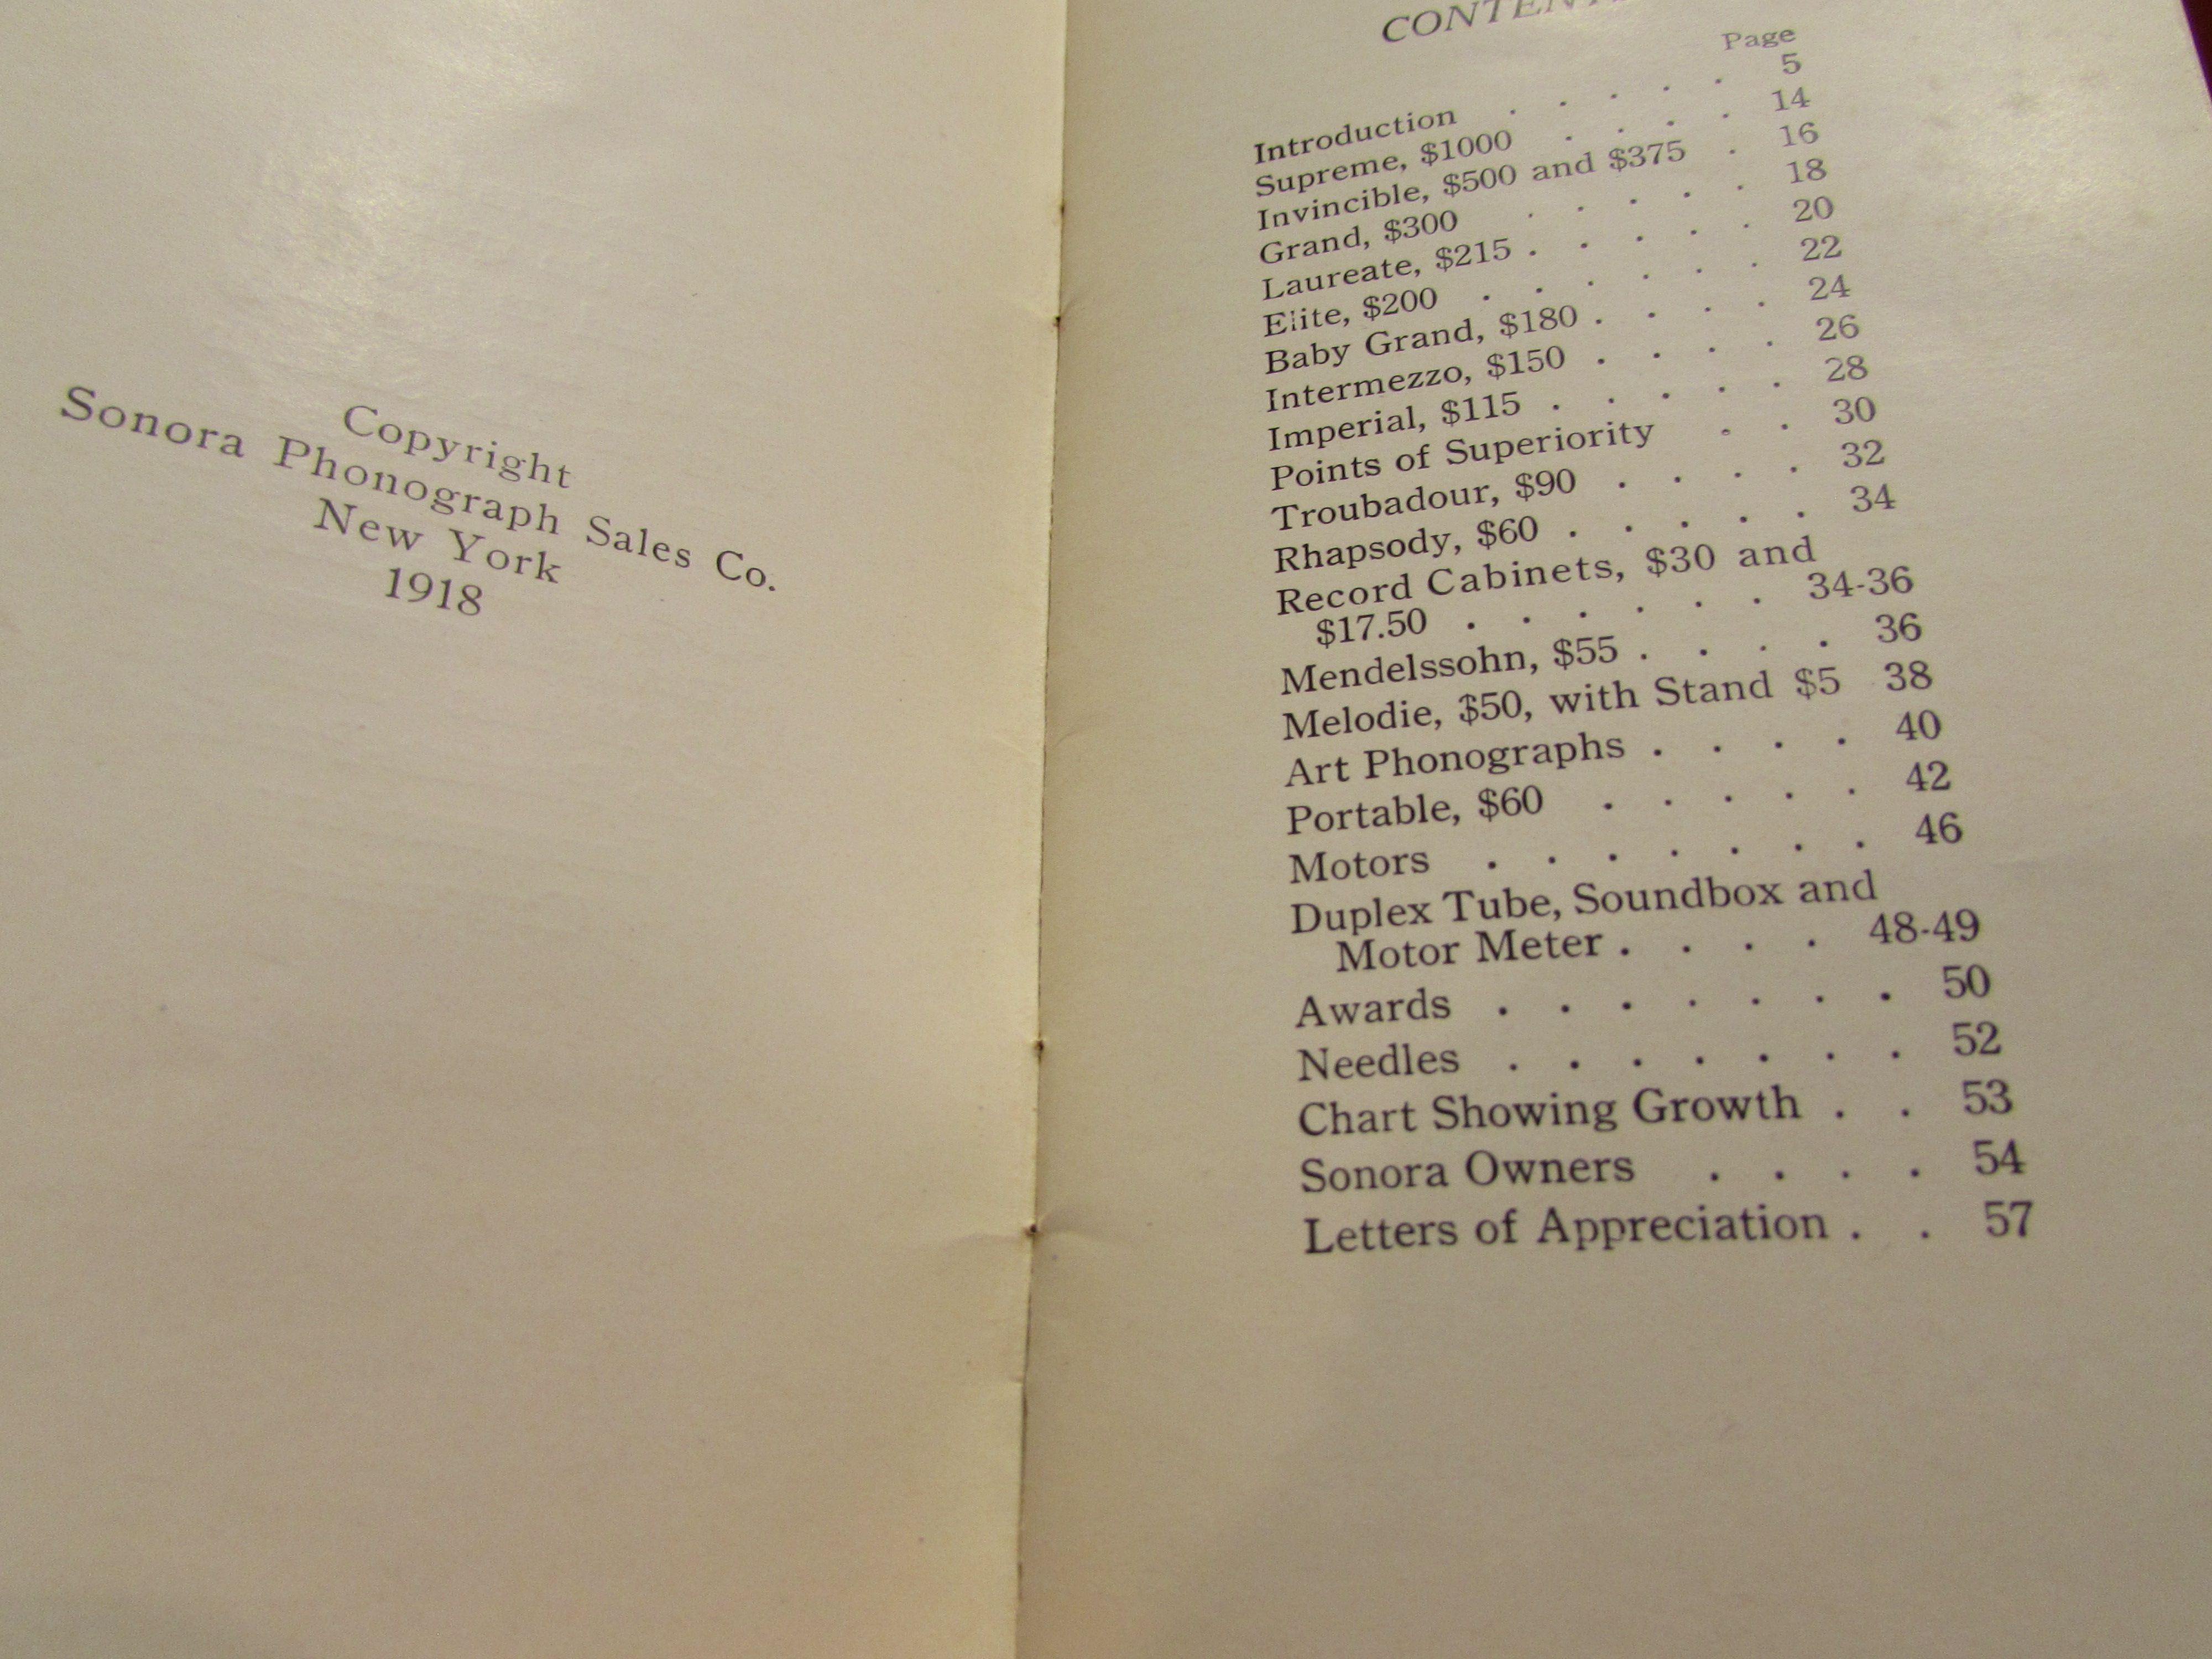 Copyright
Sonora Phonograph Sales Co.
New York
1918
CONTENTS
Page
Introduction . . . . . 5
Supreme, $1000 . . . . 14
Invincible, $500 and $375 . 16
Grand, $300 . . . . . 18
Laureate, $215 . . . . . 20
Elite, $200 . . . . . . 22
Baby Grand, $180 . . . . 24
Intermezzo, $150 . . . . 26
Imperial, $115 . . . . . 28
Points of Superiority . . 30
Troubadour, $90 . . . . 32
Rhapsody, $60 . . . . . 34
Record Cabinets, $30 and
$17.50 . . . . . . 34-36
Mendelssohn, $55 . . . . 36
Melodie, $50, with Stand $5 38
Art Phonographs . . . . 40
Portable, $60 . . . . . 42
Motors . . . . . . . 46
Duplex Tube, Soundbox and
Motor Meter . . . . 48-49
Awards . . . . . . . 50
Needles . . . . . . . 52
Chart Showing Growth . . 53
Sonora Owners . . . . 54
Letters of Appreciation . . 57